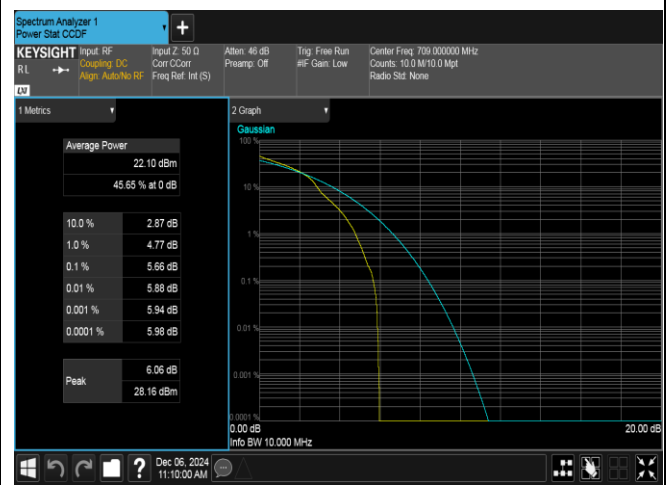 Spectrum Analyzer 1
Power Stat CCDF
+
KEYSIGHT
RL
LXI
Input: RF
Coupling: DC
Align: Auto/No RF
Input Z: 50 Ω
Corr CCorr
Freq Ref: Int (S)
Atten: 46 dB
Preamp: Off
Trig: Free Run
#IF Gain: Low
Center Freq: 709.000000 MHz
Counts: 10.0 M/10.0 Mpt
Radio Std: None
1 Metrics
Average Power
22.10 dBm
45.65 % at 0 dB
10.0 % 2.87 dB
1.0 % 4.77 dB
0.1 % 5.66 dB
0.01 % 5.88 dB
0.001 % 5.94 dB
0.0001 % 5.98 dB
Peak
6.06 dB
28.16 dBm
2 Graph
Gaussian
100 %
10 %
1 %
0.1 %
0.01 %
0.001 %
0.0001 %
0.00 dB 20.00 dB
Info BW 10.000 MHz
?
Dec 06, 2024
11:10:00 AM